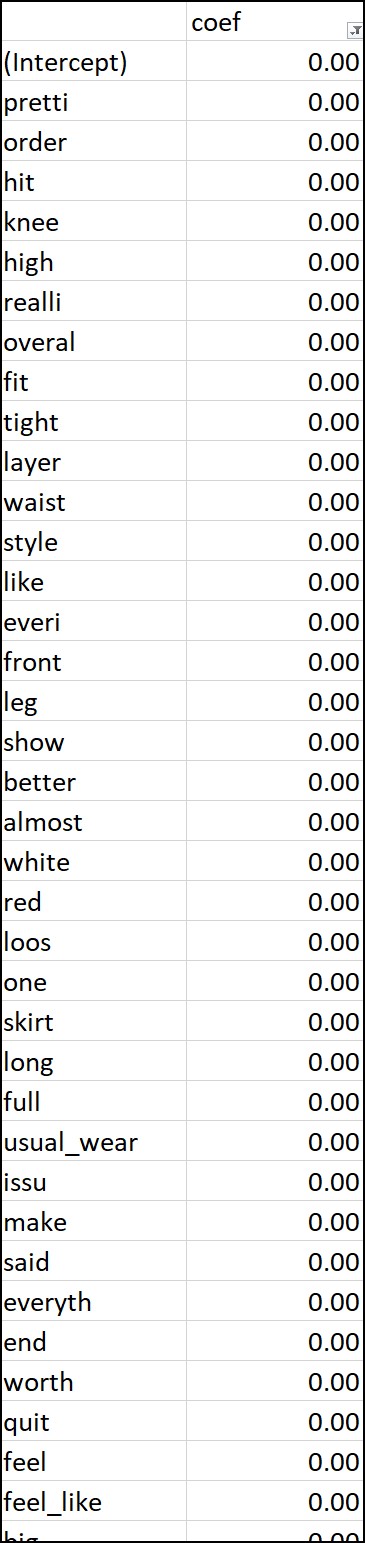 coef
(Intercept) 0.00
pretti 0.00
order 0.00
hit 0.00
knee 0.00
high 0.00
realli 0.00
overal 0.00
fit 0.00
tight 0.00
layer 0.00
waist 0.00
style 0.00
like 0.00
everi 0.00
front 0.00
leg 0.00
show 0.00
better 0.00
almost 0.00
white 0.00
red 0.00
loos 0.00
one 0.00
skirt 0.00
long 0.00
full 0.00
usual_wear 0.00
issu 0.00
make 0.00
said 0.00
everyth 0.00
end 0.00
worth 0.00
quit 0.00
feel 0.00
feel_like 0.00
big 0.00